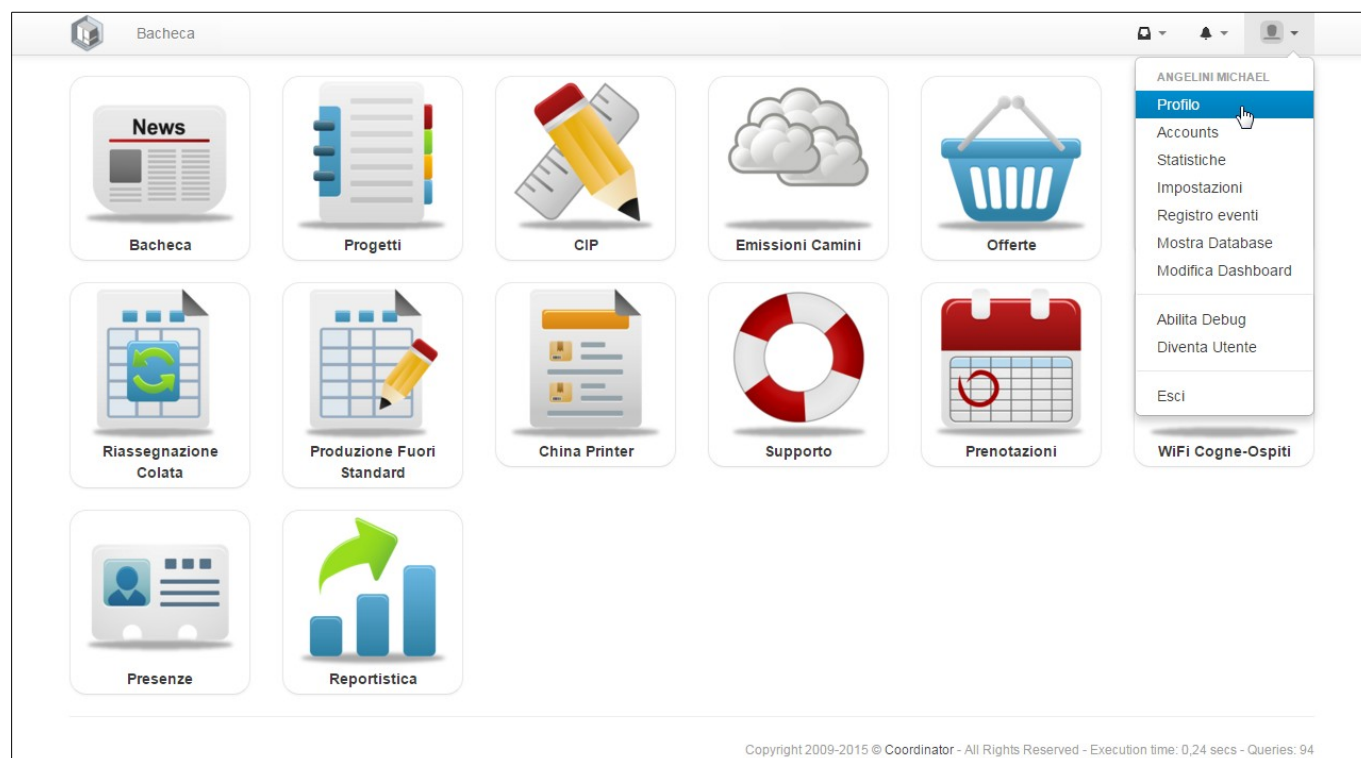 Bacheca
ANGELINI MICHAEL
Profilo
Accounts
Statistiche
Impostazioni
Registro eventi
Mostra Database
Modifica Dashboard
Abilita Debug
Diventa Utente
Esci
News
Bacheca
Progetti
CIP
Emissioni Camini
Offerte
Riassegnazione
Colata
Produzione Fuori
Standard
China Printer
Supporto
Prenotazioni
WiFi Cogne-Ospiti
Presenze
Reportistica
Copyright 2009-2015 © Coordinator - All Rights Reserved - Execution time: 0,24 secs - Queries: 94